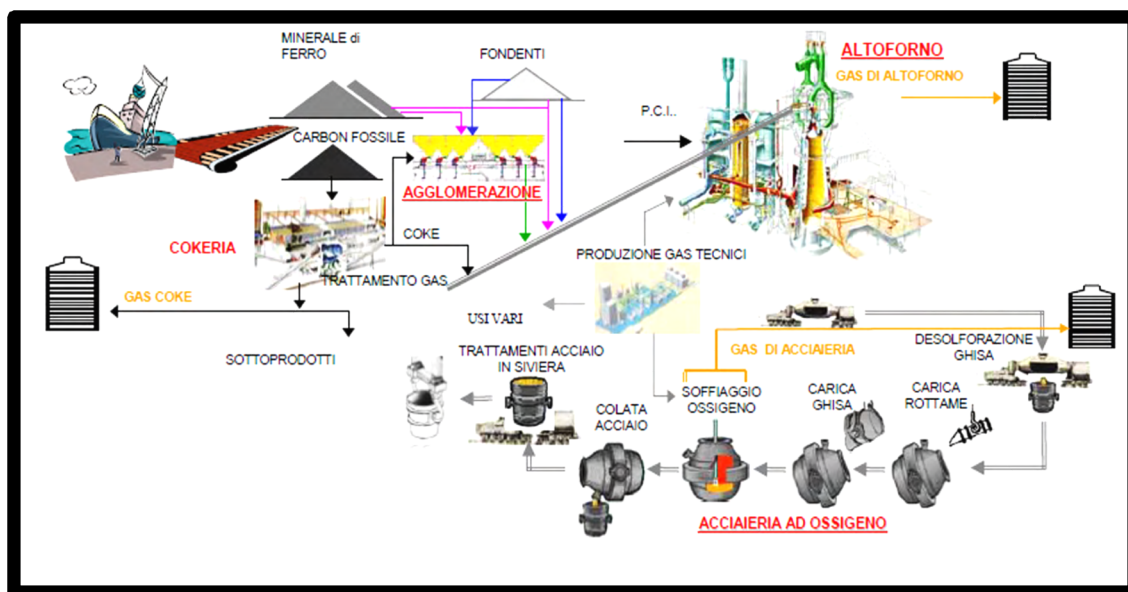 MINERALE di
FERRO
FONDENTI
ALTOFORNO
GAS DI ALTOFORNO
P.C.I..
CARBON FOSSILE
AGGLOMERAZIONE
COKERIA
COKE
TRATTAMENTO GAS
PRODUZIONE GAS TECNICI
GAS COKE
USI VARI
SOTTOPRODOTTI
GAS DI ACCIAIERIA
DESOLFORAZIONE
GHISA
TRATTAMENTI ACCIAIO
IN SIVIERA
SOFFIAGGIO
OSSIGENO
CARICA
GHISA
CARICA
ROTTAME
COLATA
ACCIAIO
ACCIAIERIA AD OSSIGENO